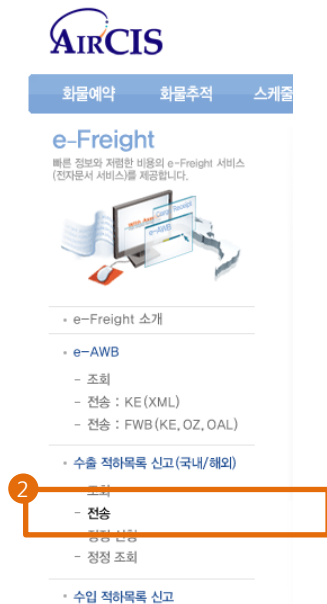 AIRCIS
화물예약 화물추적 스케줄
e-Freight
빠른 정보와 저렴한 비용의 e-Freight 서비스
(전자문서 서비스)를 제공합니다.
Cargo Receipt
e-AWB
- e-Freight 소개
- e-AWB
- 조회
- 전송 : KE(XML)
- 전송 : FWB(KE, OZ, OAL)
- 수출 적하목록 신고(국내/해외)
2
- 조회
- 전송
- 정정 신청
- 정정 조회
- 수입 적하목록 신고